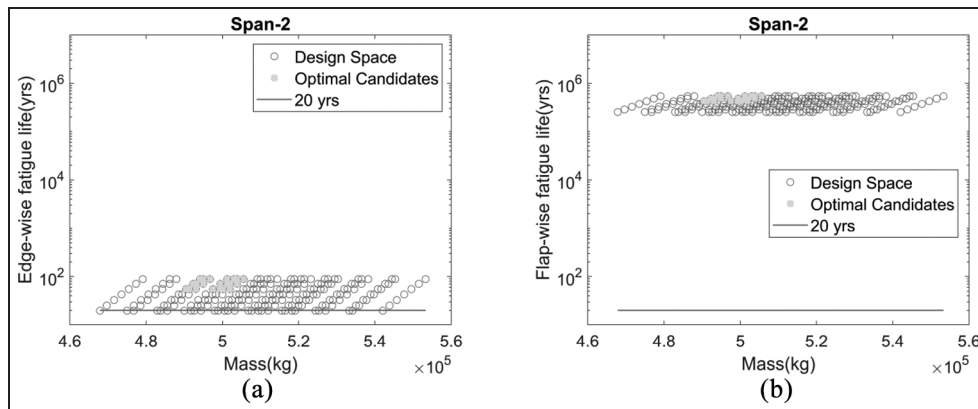 Span-2
Edge-wise fatigue life(yrs)
10^6
10^4
10^2
Design Space
Optimal Candidates
20 yrs
4.6 4.8 5 5.2 5.4 5.6
Mass(kg)
×10^5
(a)
Span-2
Flap-wise fatigue life(yrs)
10^6
10^4
10^2
Design Space
Optimal Candidates
20 yrs
4.6 4.8 5 5.2 5.4 5.6
Mass(kg)
×10^5
(b)